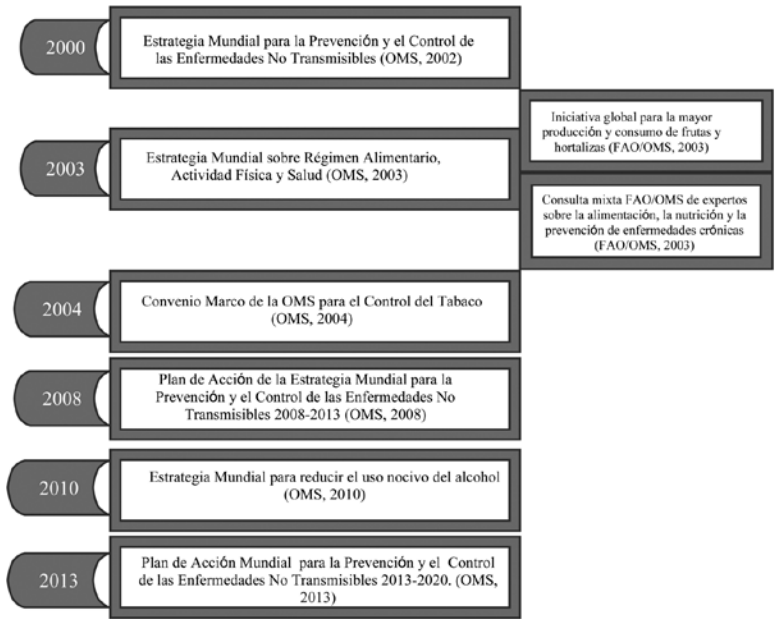 2000
Estrategia Mundial para la Prevención y el Control de
las Enfermedades No Transmisibles (OMS, 2002)
2003
Estrategia Mundial sobre Régimen Alimentario,
Actividad Física y Salud (OMS, 2003)
Iniciativa global para la mayor
producción y consumo de frutas y
hortalizas (FAO/OMS, 2003)
Consulta mixta FAO/OMS de expertos
sobre la alimentación, la nutrición y la
prevención de enfermedades crónicas
(FAO/OMS, 2003)
2004
Convenio Marco de la OMS para el Control del Tabaco
(OMS, 2004)
2008
Plan de Acción de la Estrategia Mundial para la
Prevención y el Control de las Enfermedades No
Transmisibles 2008-2013 (OMS, 2008)
2010
Estrategia Mundial para reducir el uso nocivo del alcohol
(OMS, 2010)
2013
Plan de Acción Mundial para la Prevención y el Control
de las Enfermedades No Transmisibles 2013-2020. (OMS,
2013)